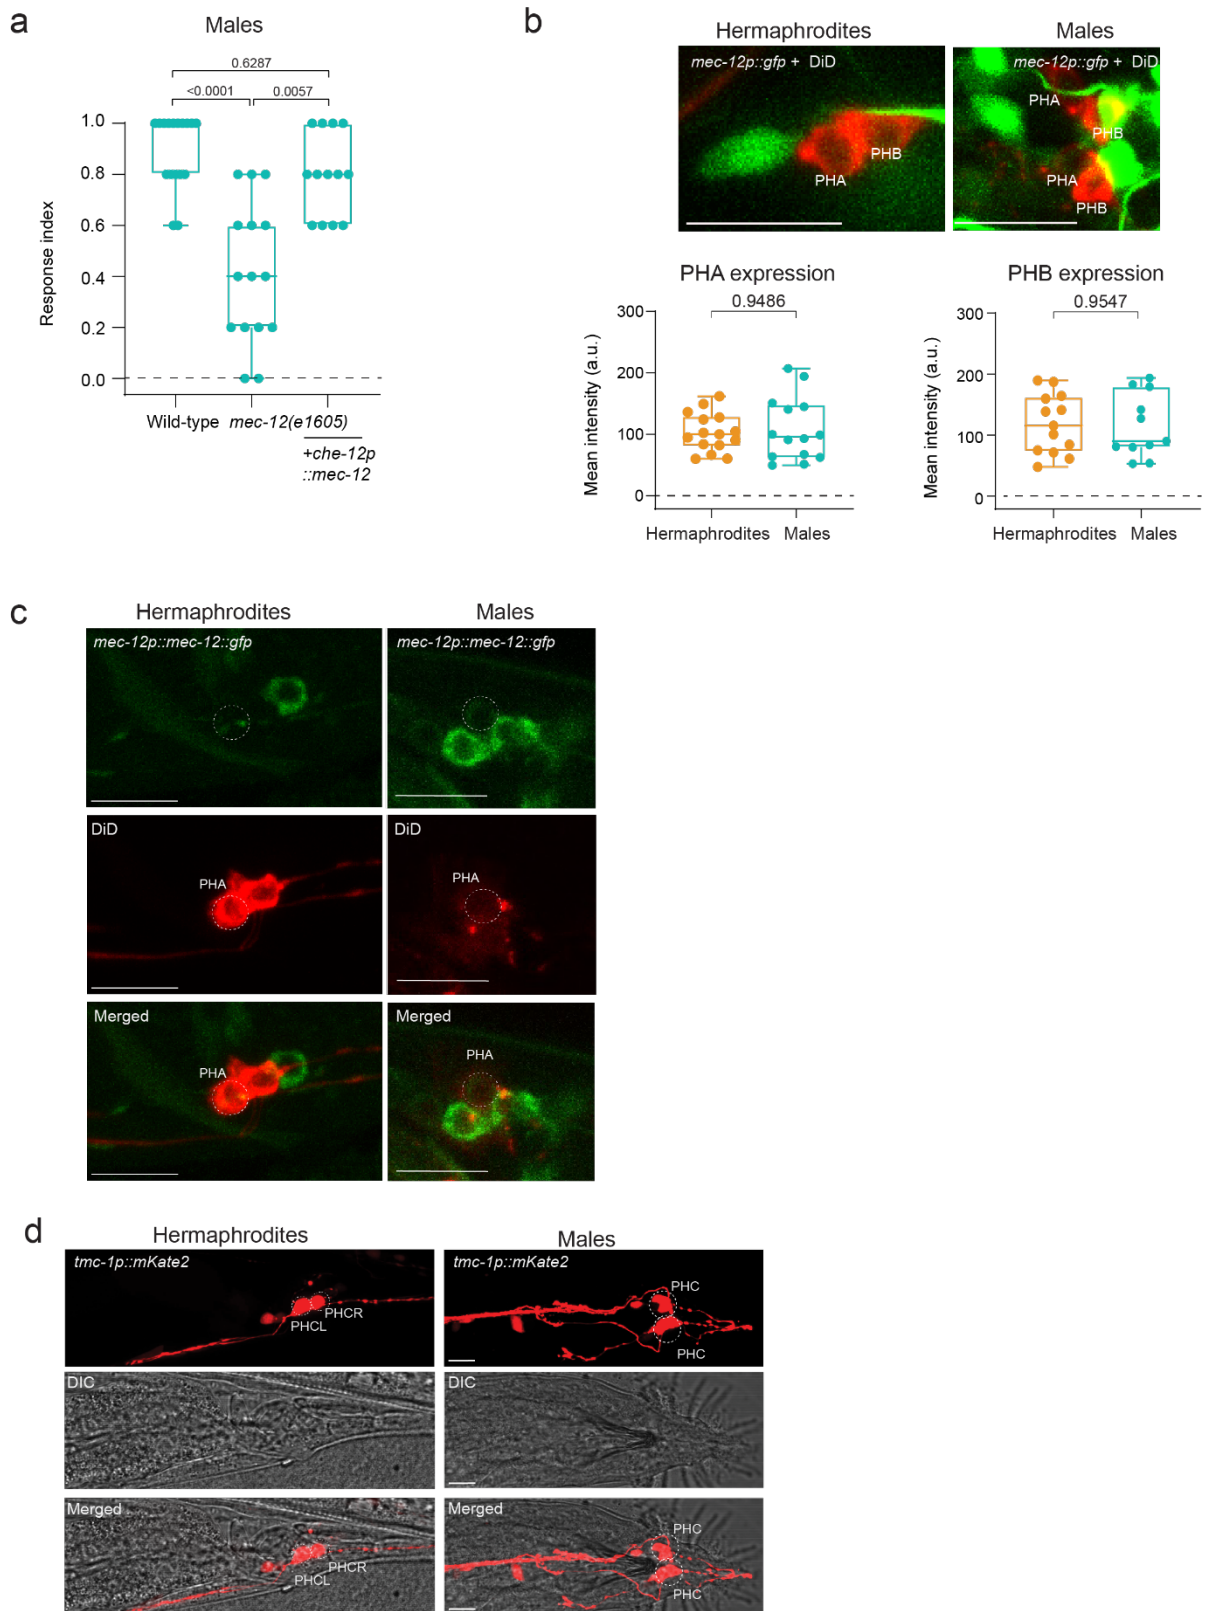 a
Males
0.6287
<0.0001
0.0057
1.0
0.8
0.6
0.4
0.2
0.0
Response index
Wild-type
mec-12(e1605)
+che-12p
::mec-12
b
Hermaphrodites
Males
mec-12p::gfp + DiD
PHA
PHB
mec-12p::gfp + DiD
PHA
PHB
PHA
PHB
PHA expression
0.9486
300
200
100
0
Mean intensity (a.u.)
Hermaphrodites
Males
PHB expression
0.9547
300
200
100
0
Mean intensity (a.u.)
Hermaphrodites
Males
c
Hermaphrodites
Males
mec-12p::mec-12::gfp
mec-12p::mec-12::gfp
DiD
PHA
DiD
PHA
Merged
PHA
Merged
PHA
d
Hermaphrodites
Males
tmc-1p::mKate2
PHCR
PHCL
tmc-1p::mKate2
PHC
PHC
DIC
DIC
Merged
PHCR
PHCL
Merged
PHC
PHC